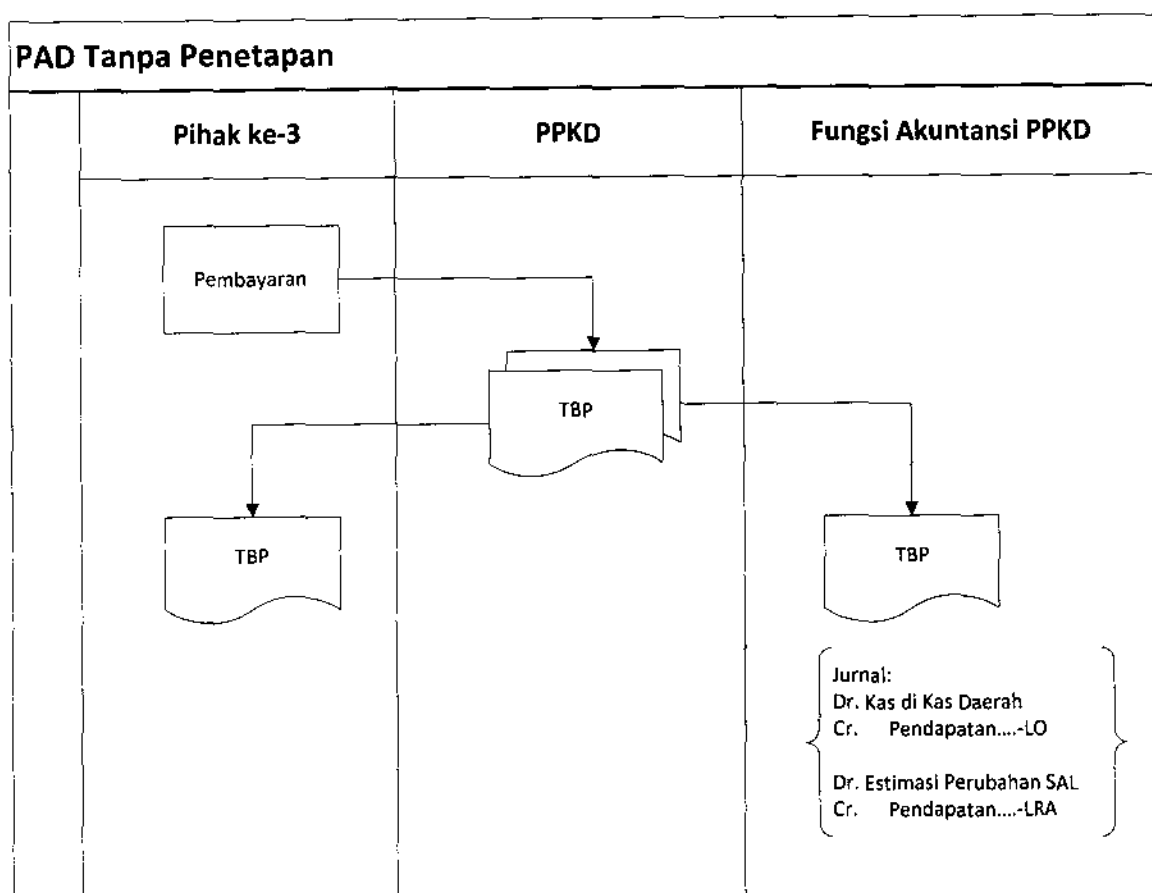 PAD Tanpa Penetapan
Pihak ke-3
PPKD
Fungsi Akuntansi PPKD
Pembayaran
TBP
TBP
TBP
Jurnal:
Dr. Kas di Kas Daerah
Cr. Pendapatan....-LO
Dr. Estimasi Perubahan SAL
Cr. Pendapatan....-LRA